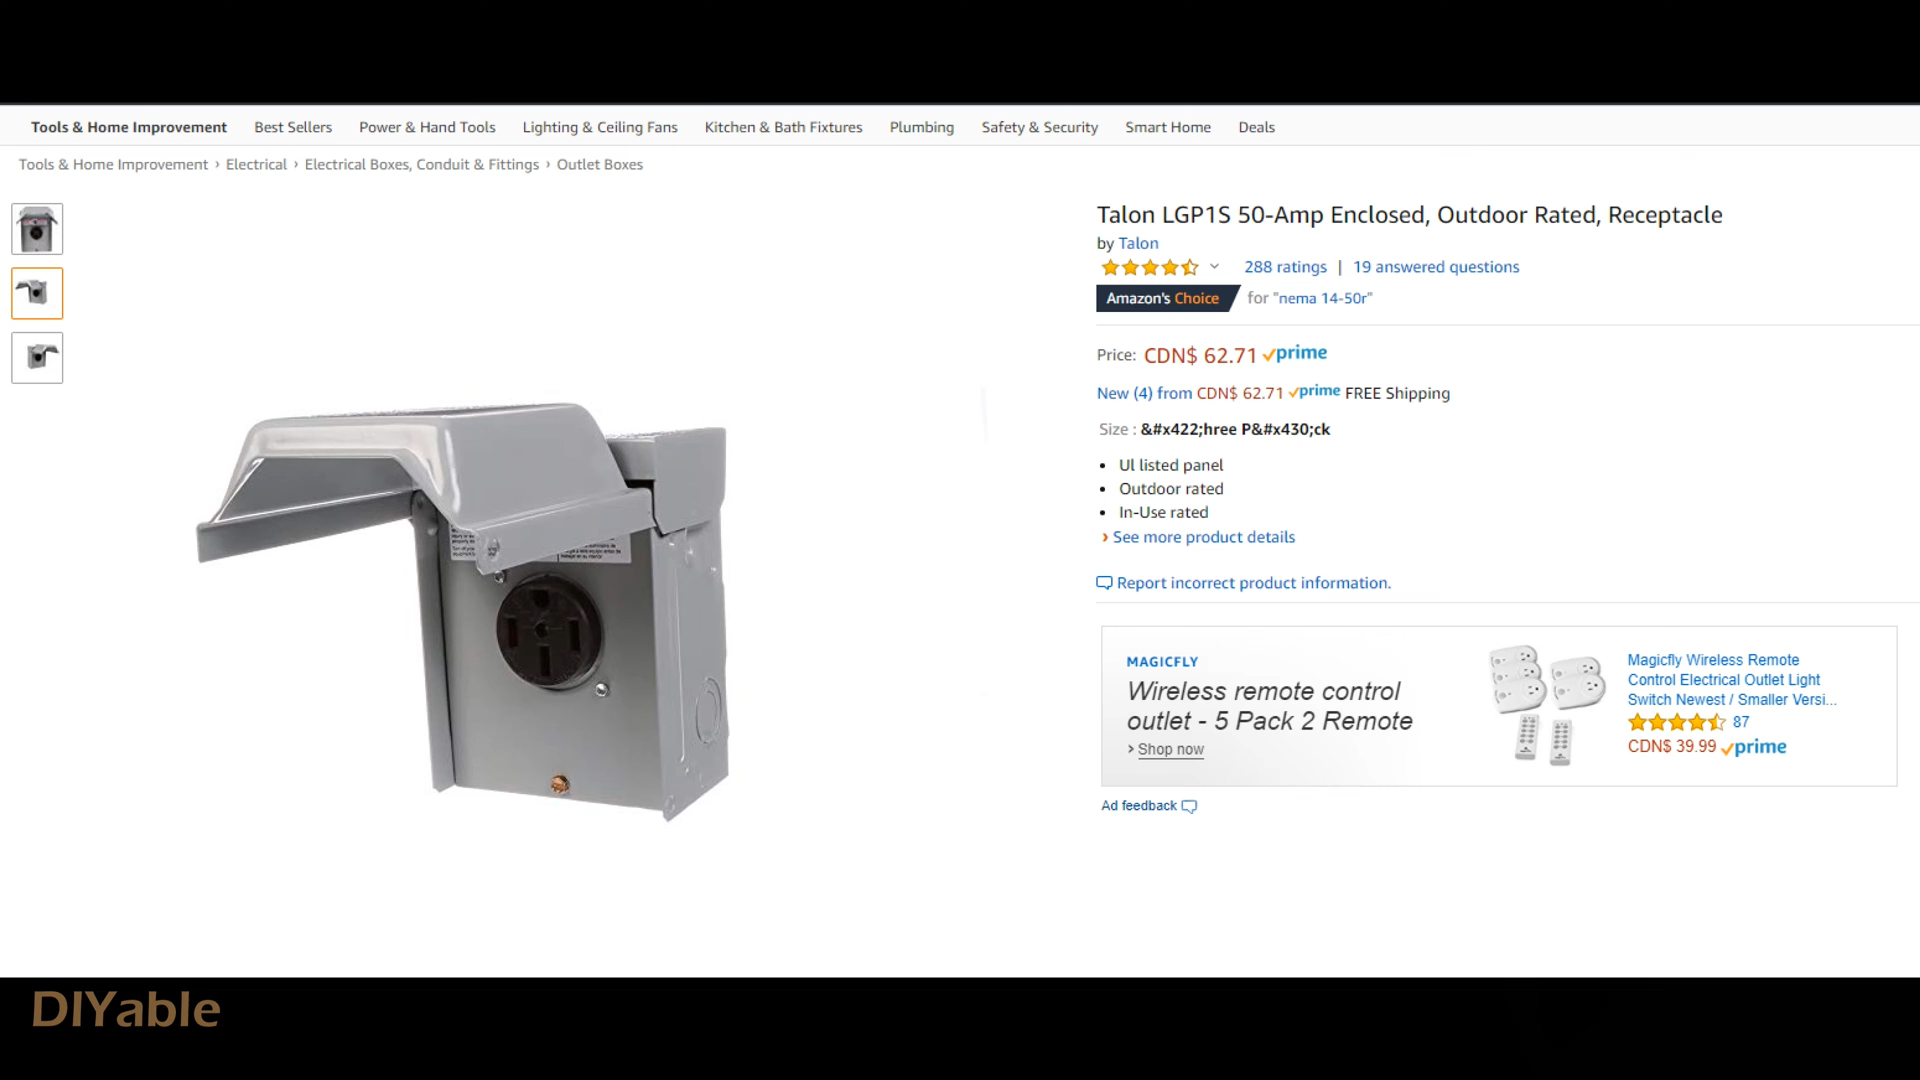 Tools & Home Improvement Best Sellers Power & Hand Tools Lighting & Ceiling Fans Kitchen & Bath Fixtures Plumbing Safety & Security Smart Home Deals
Tools & Home Improvement › Electrical › Electrical Boxes, Conduit & Fittings › Outlet Boxes
Talon LGP1S 50-Amp Enclosed, Outdoor Rated, Receptacle
by Talon
288 ratings | 19 answered questions
Amazon's Choice for "nema 14-50r"
Price: CDN$ 62.71 prime
New (4) from CDN$ 62.71 prime FREE Shipping
Size : &#x422;hree P&#x430;ck
• Ul listed panel
• Outdoor rated
• In-Use rated
› See more product details
Report incorrect product information.
MAGICFLY
Wireless remote control
outlet - 5 Pack 2 Remote
› Shop now
Magicfly Wireless Remote
Control Electrical Outlet Light
Switch Newest / Smaller Versi...
87
CDN$ 39.99 prime
Ad feedback
DIYable